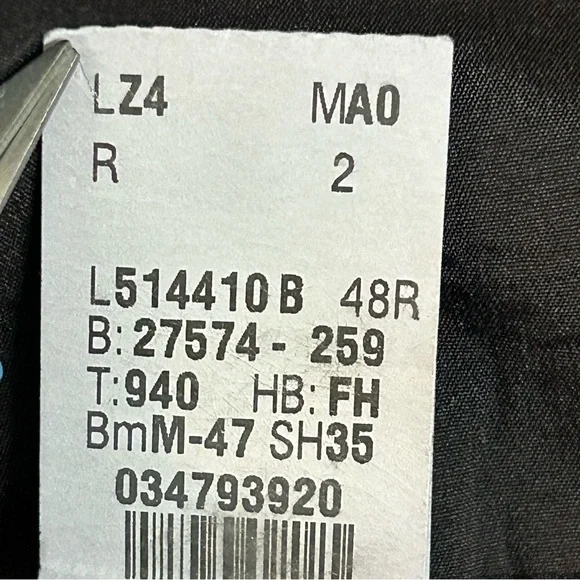 LZ4 MA0
R 2
L514410 B 48R
B: 27574 - 259
T:940 HB: FH
BmM-47 SH35
034793920